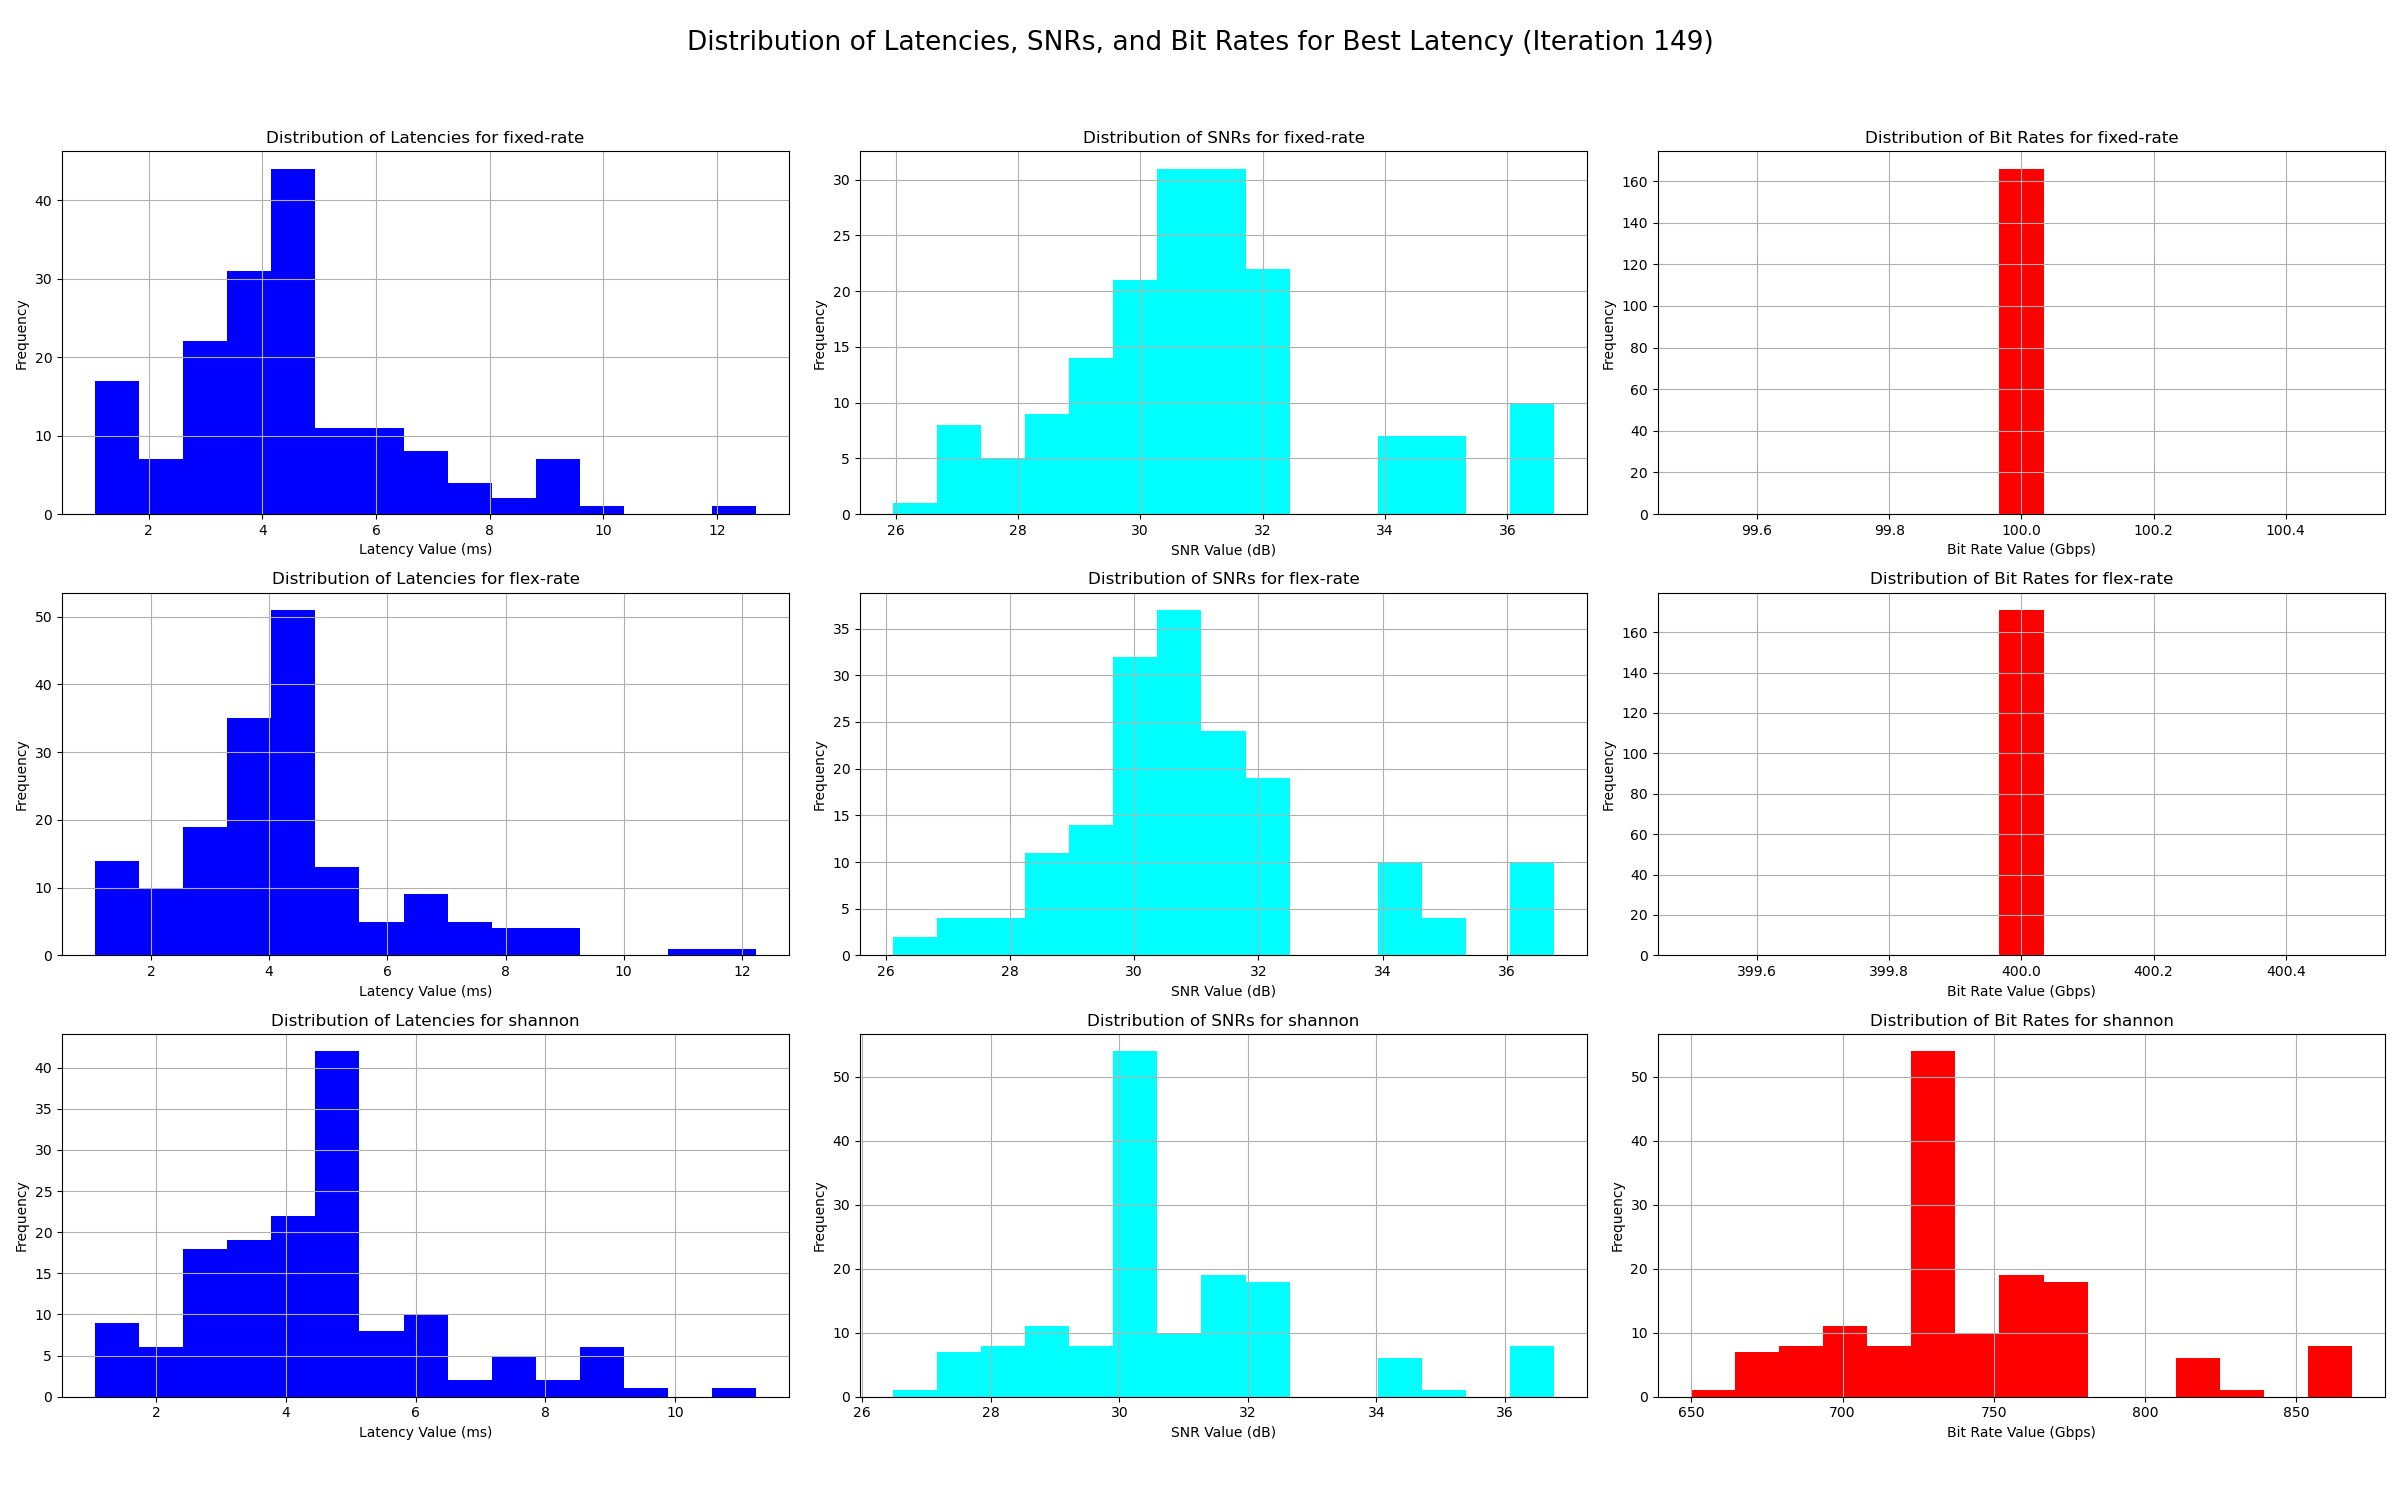 Distribution of Latencies, SNRs, and Bit Rates for Best Latency (Iteration 149)
Distribution of Latencies for fixed-rate
Frequency
0
10
20
30
40
2 4 6 8 10 12
Latency Value (ms)
Distribution of SNRs for fixed-rate
Frequency
0
5
10
15
20
25
30
26 28 30 32 34 36
SNR Value (dB)
Distribution of Bit Rates for fixed-rate
Frequency
0
20
40
60
80
100
120
140
160
99.6 99.8 100.0 100.2 100.4
Bit Rate Value (Gbps)
Distribution of Latencies for flex-rate
Frequency
0
10
20
30
40
50
2 4 6 8 10 12
Latency Value (ms)
Distribution of SNRs for flex-rate
Frequency
0
5
10
15
20
25
30
35
26 28 30 32 34 36
SNR Value (dB)
Distribution of Bit Rates for flex-rate
Frequency
0
20
40
60
80
100
120
140
160
399.6 399.8 400.0 400.2 400.4
Bit Rate Value (Gbps)
Distribution of Latencies for shannon
Frequency
0
5
10
15
20
25
30
35
40
2 4 6 8 10
Latency Value (ms)
Distribution of SNRs for shannon
Frequency
0
10
20
30
40
50
26 28 30 32 34 36
SNR Value (dB)
Distribution of Bit Rates for shannon
Frequency
0
10
20
30
40
50
650 700 750 800 850
Bit Rate Value (Gbps)